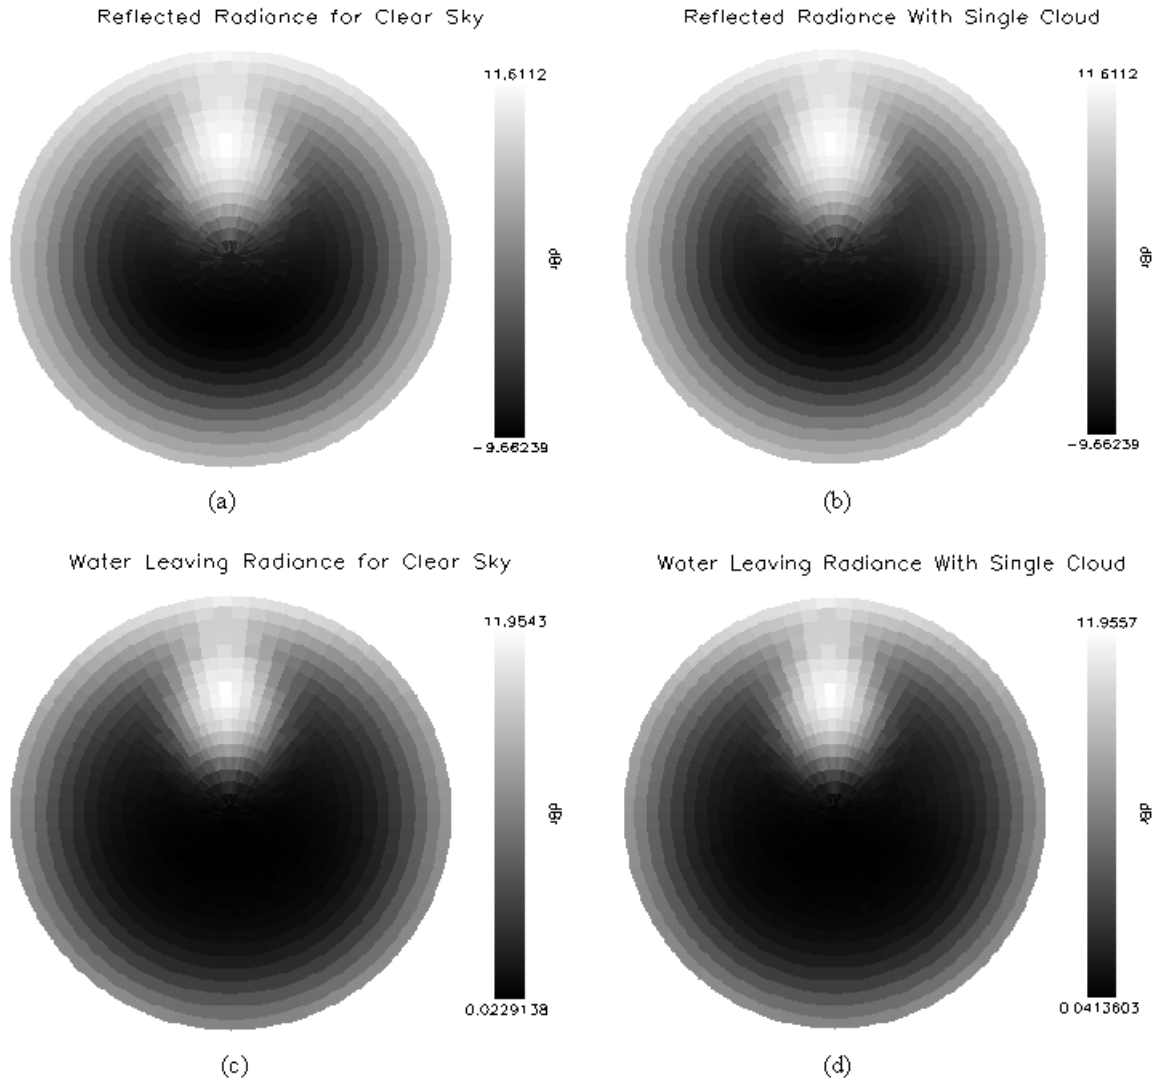 Reflected Radiance for Clear Sky
Reflected Radiance With Single Cloud
11.6112
11.6112
dBr
dBr
-9.66239
-9.66239
(a)
(b)
Water Leaving Radiance for Clear Sky
Water Leaving Radiance With Single Cloud
11.9543
11.9557
dBr
dBr
0.0229138
0.0413603
(c)
(d)